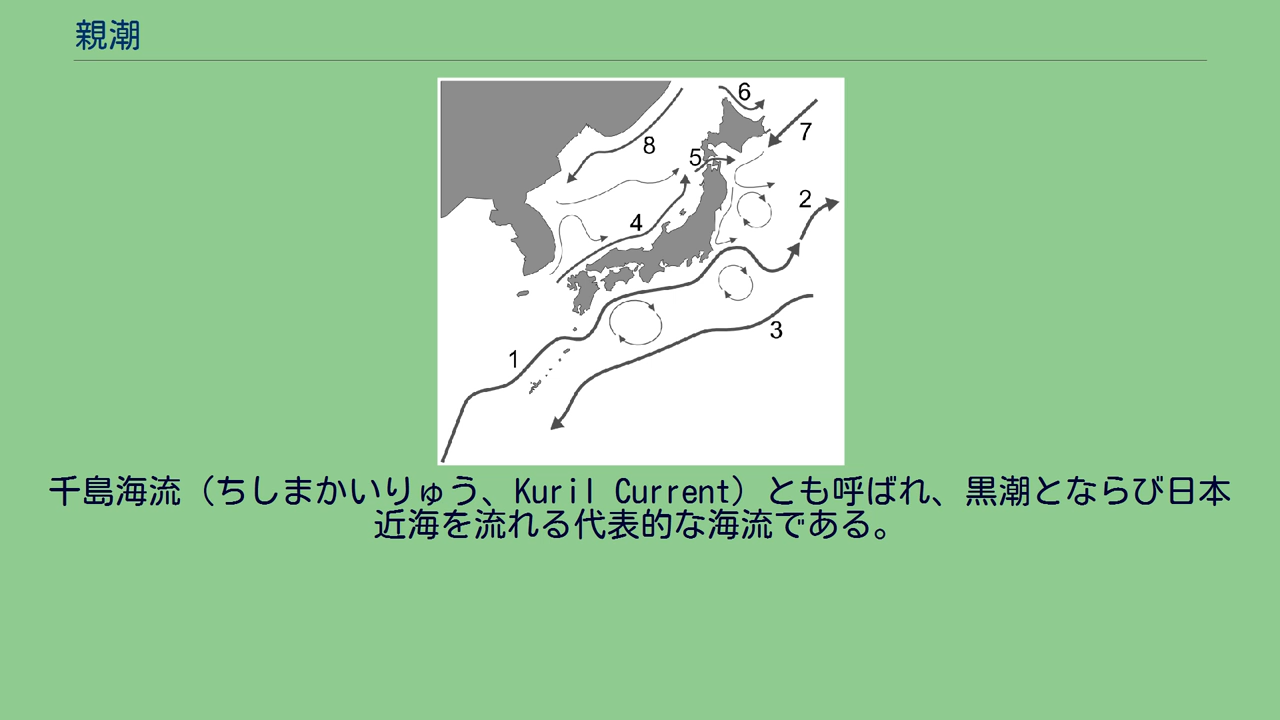 親潮
6
7
8
5
2
4
3
1
千島海流（ちしまかいりゅう、Kuril Current）とも呼ばれ、黒潮とならび日本
近海を流れる代表的な海流である。